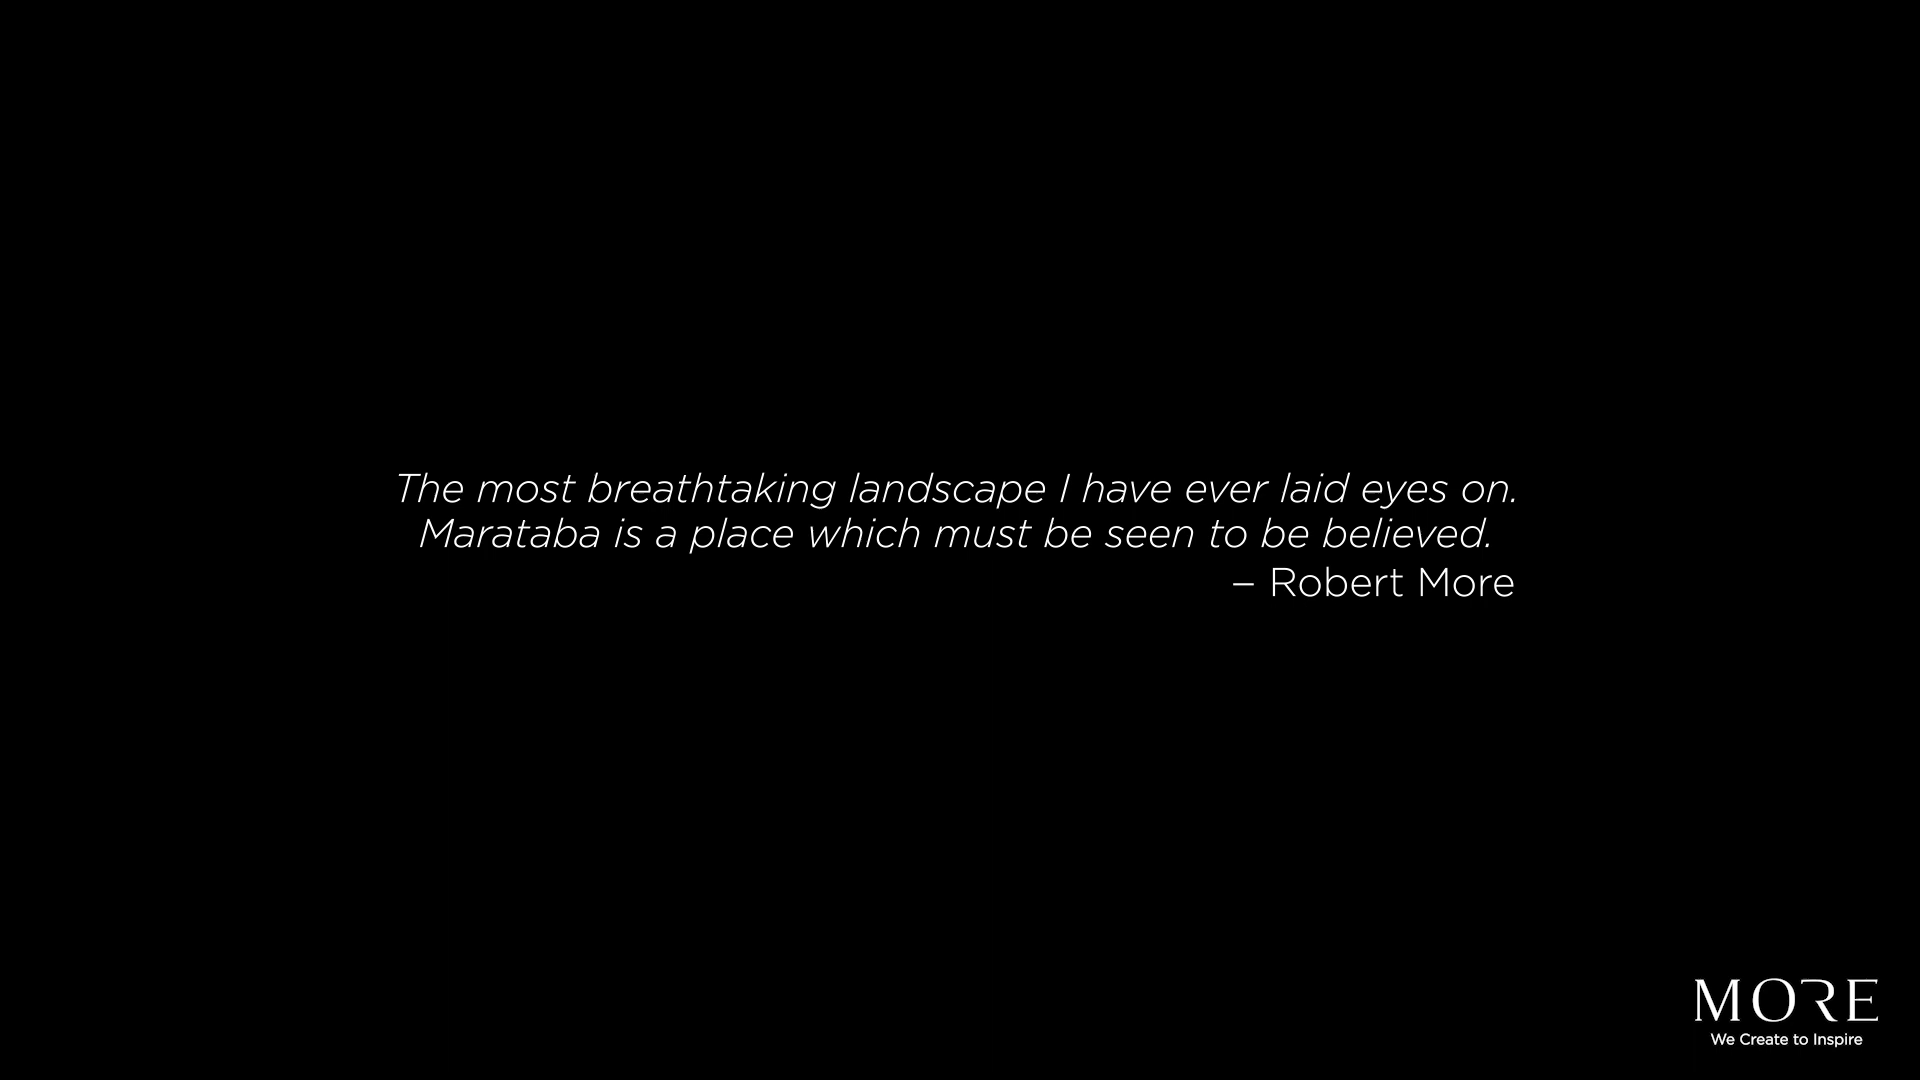 The most breathtaking landscape I have ever laid eyes on.
Marataba is a place which must be seen to be believed.
– Robert More
MORE
We Create to Inspire